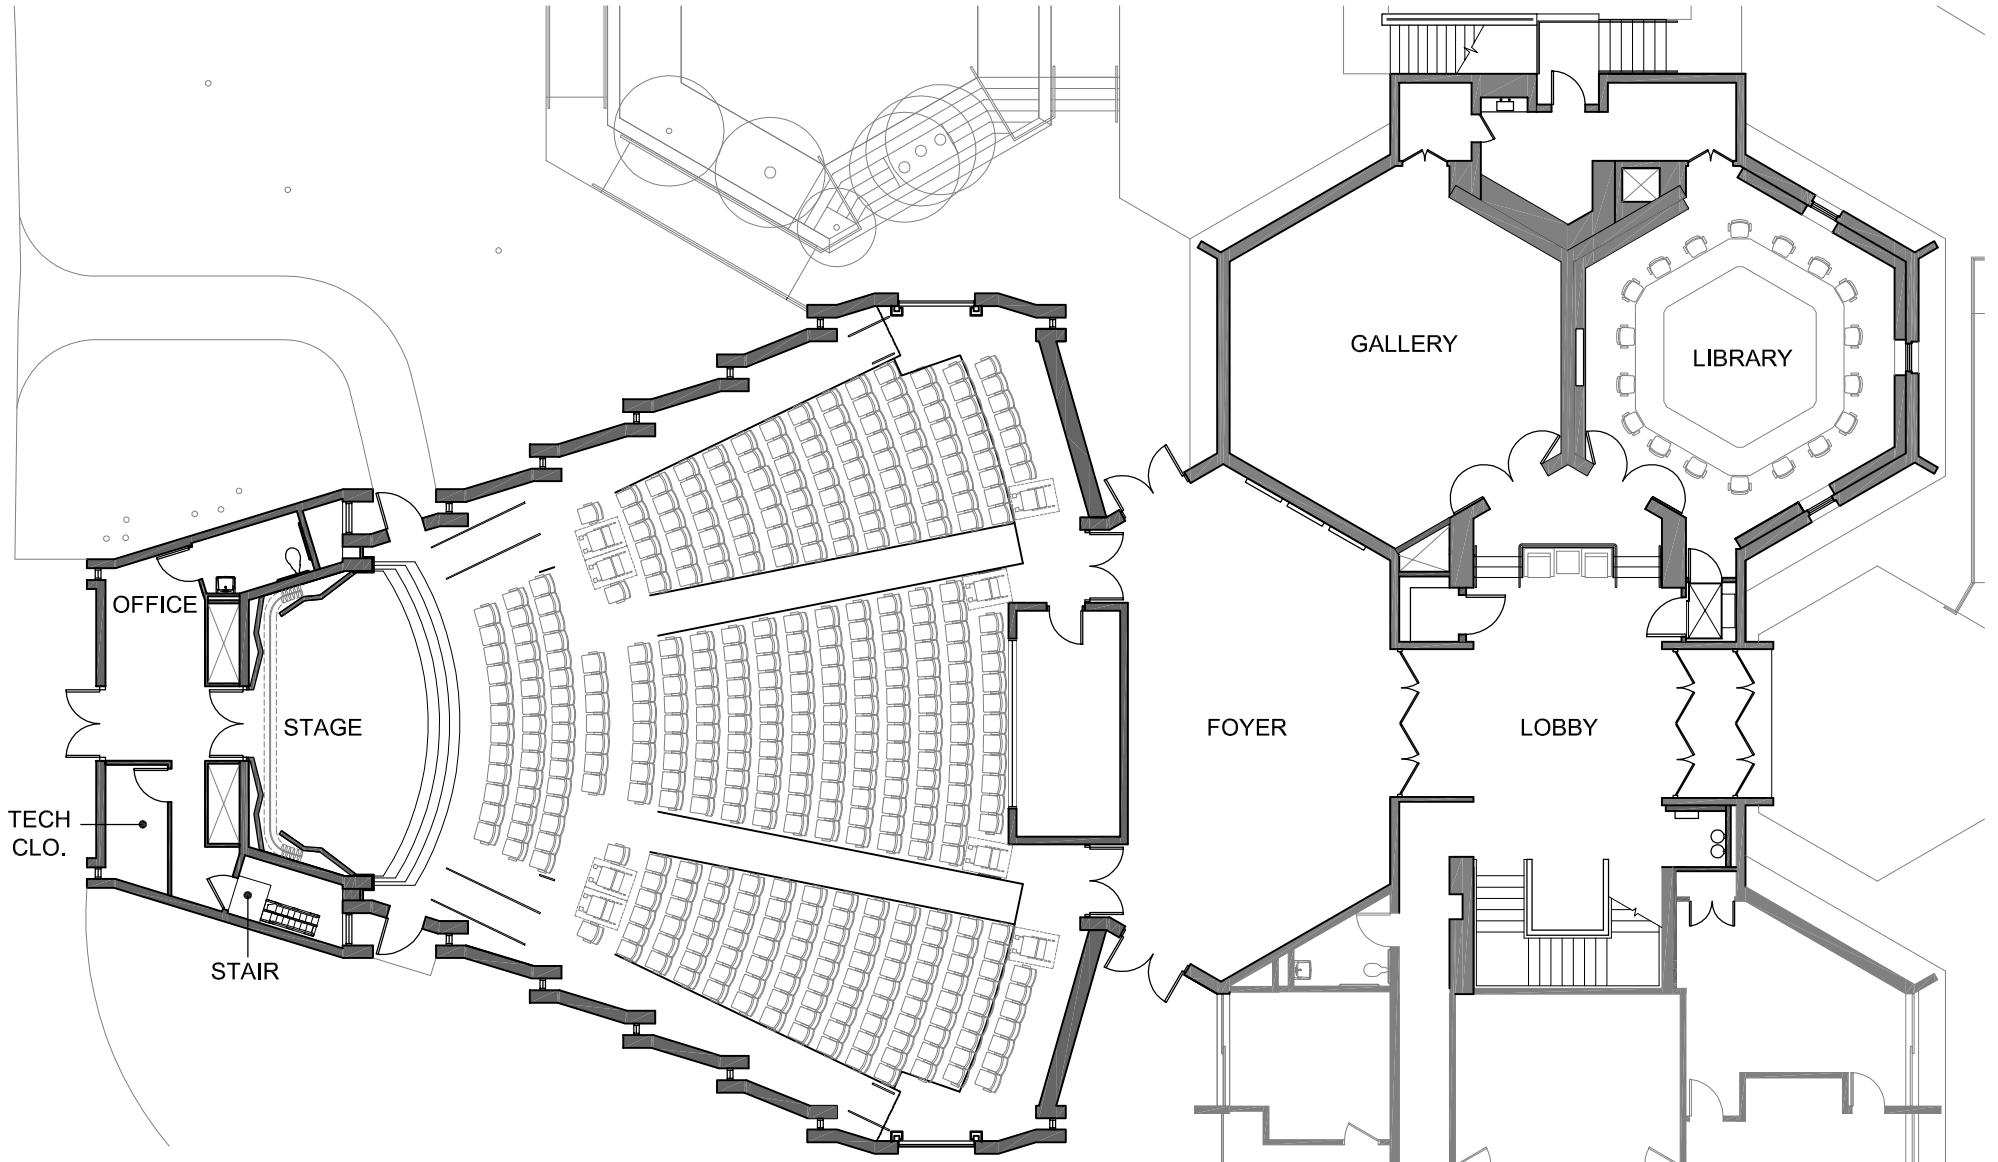 GALLERY
LIBRARY
OFFICE
STAGE
FOYER
LOBBY
TECH
CLO.
STAIR